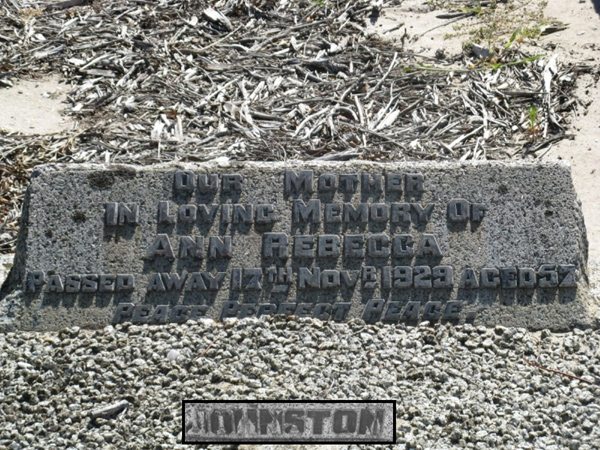 OUR MOTHER
IN LOVING MEMORY OF
ANN REBECCA
PASSED AWAY 17TH NOVR 1929 AGED 57
PEACE PERFECT PEACE.
JOHNSTON